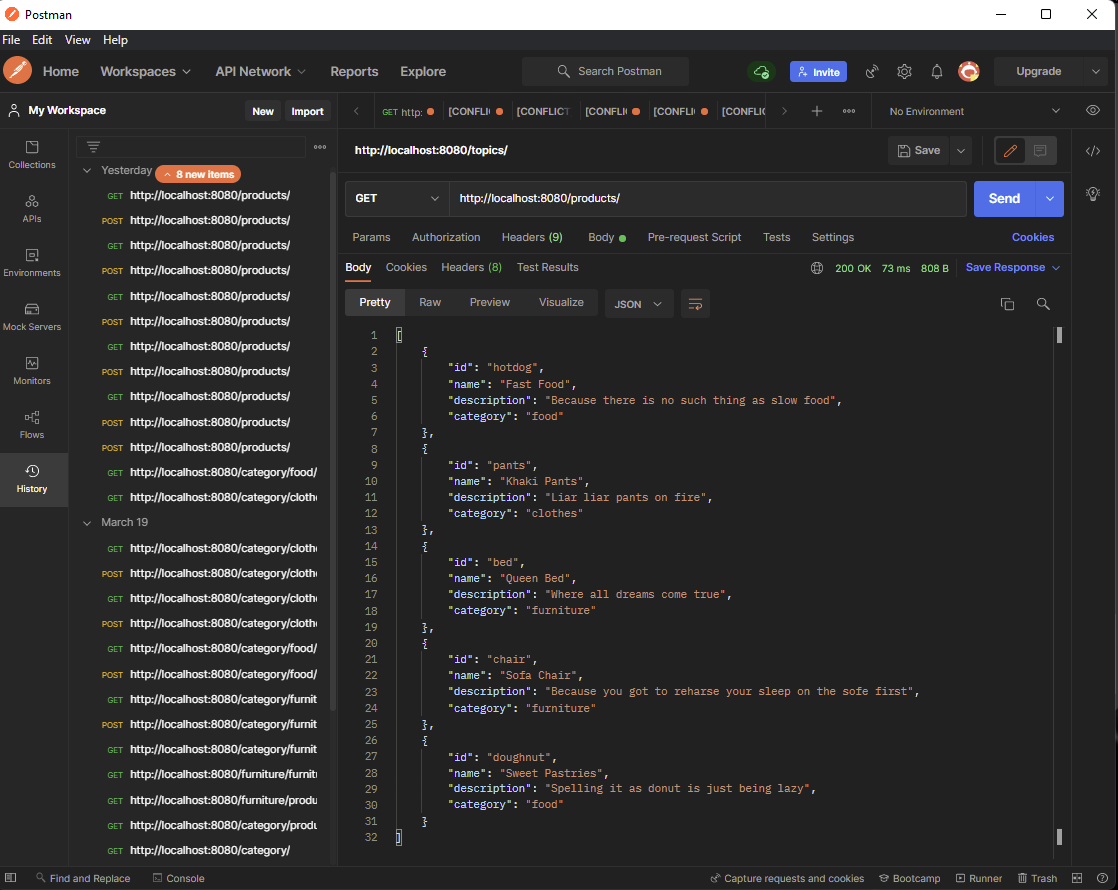 Postman
File Edit View Help
Home Workspaces API Network Reports Explore Search Postman Invite Upgrade
My Workspace New Import GET http: [CONFLI [CONFLICT [CONFLI [CONFLI [CONFLI No Environment
Collections
APIs
Environments
Mock Servers
Monitors
Flows
History
Yesterday 8 new items
GET http://localhost:8080/products/
POST http://localhost:8080/products/
GET http://localhost:8080/products/
POST http://localhost:8080/products/
GET http://localhost:8080/products/
POST http://localhost:8080/products/
GET http://localhost:8080/products/
POST http://localhost:8080/products/
GET http://localhost:8080/products/
POST http://localhost:8080/products/
POST http://localhost:8080/products/
GET http://localhost:8080/category/food/
GET http://localhost:8080/category/clothe
March 19
GET http://localhost:8080/category/clothe
POST http://localhost:8080/category/clothe
GET http://localhost:8080/category/clothe
POST http://localhost:8080/category/clothe
GET http://localhost:8080/category/food/
POST http://localhost:8080/category/food/
GET http://localhost:8080/category/furnit
POST http://localhost:8080/category/furnit
GET http://localhost:8080/category/furnit
GET http://localhost:8080/furniture/furnitu
GET http://localhost:8080/furniture/produ
GET http://localhost:8080/category/produ
GET http://localhost:8080/category/
http://localhost:8080/topics/ Save
GET http://localhost:8080/products/ Send
Params Authorization Headers (9) Body Pre-request Script Tests Settings Cookies
Body Cookies Headers (8) Test Results 200 OK 73 ms 808 B Save Response
Pretty Raw Preview Visualize JSON
1 [
2 {
3 "id": "hotdog",
4 "name": "Fast Food",
5 "description": "Because there is no such thing as slow food",
6 "category": "food"
7 },
8 {
9 "id": "pants",
10 "name": "Khaki Pants",
11 "description": "Liar liar pants on fire",
12 "category": "clothes"
13 },
14 {
15 "id": "bed",
16 "name": "Queen Bed",
17 "description": "Where all dreams come true",
18 "category": "furniture"
19 },
20 {
21 "id": "chair",
22 "name": "Sofa Chair",
23 "description": "Because you got to reharse your sleep on the sofe first",
24 "category": "furniture"
25 },
26 {
27 "id": "doughnut",
28 "name": "Sweet Pastries",
29 "description": "Spelling it as donut is just being lazy",
30 "category": "food"
31 }
32 ]
Find and Replace Console Capture requests and cookies Bootcamp Runner Trash